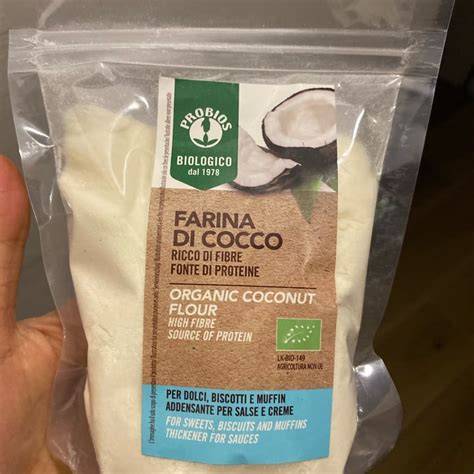 PROBIOS
BIOLOGICO
dal 1978
FARINA
DI COCCO
RICCO DI FIBRE
FONTE DI PROTEINE
ORGANIC COCONUT
FLOUR
HIGH FIBRE
SOURCE OF PROTEIN
LK-BIO-149
AGRICOLTURA NON UE
PER DOLCI, BISCOTTI E MUFFIN
ADDENSANTE PER SALSE E CREME
FOR SWEETS, BISCUITS AND MUFFINS
THICKENER FOR SAUCES